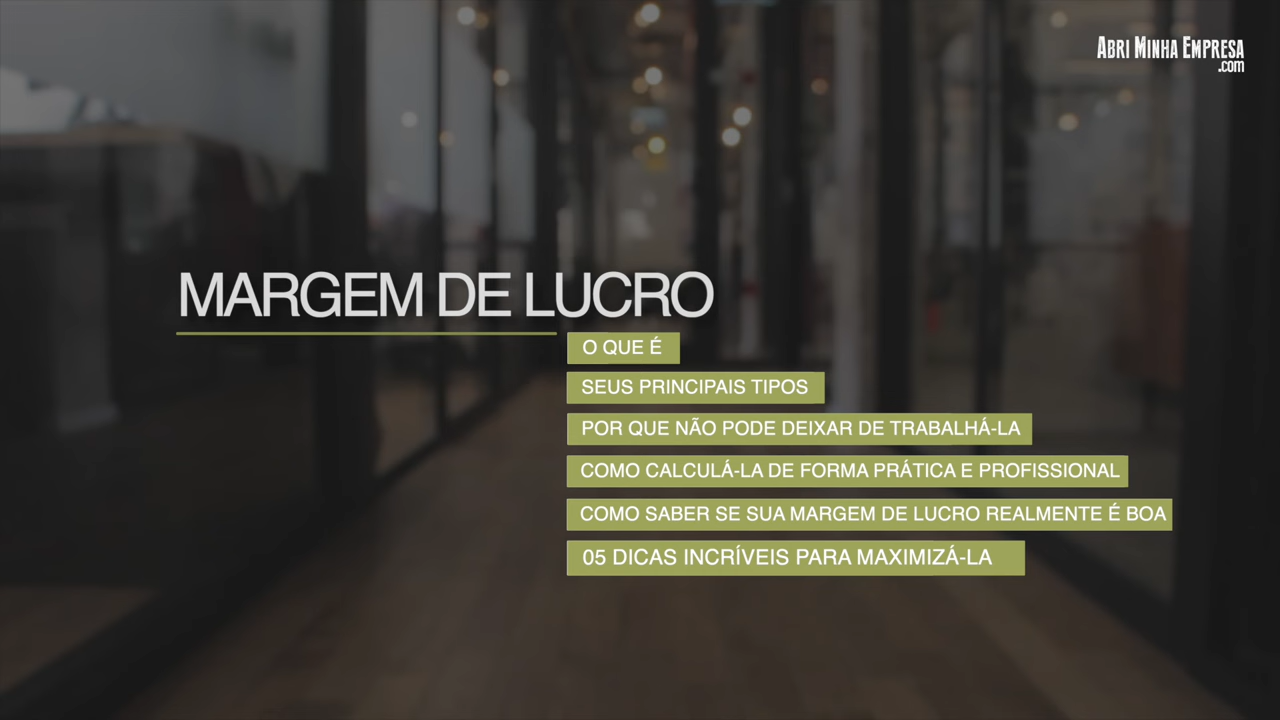 ABRI MINHA EMPRESA
.com
MARGEM DE LUCRO
O QUE É
SEUS PRINCIPAIS TIPOS
POR QUE NÃO PODE DEIXAR DE TRABALHÁ-LA
COMO CALCULÁ-LA DE FORMA PRÁTICA E PROFISSIONAL
COMO SABER SE SUA MARGEM DE LUCRO REALMENTE É BOA
05 DICAS INCRÍVEIS PARA MAXIMIZÁ-LA